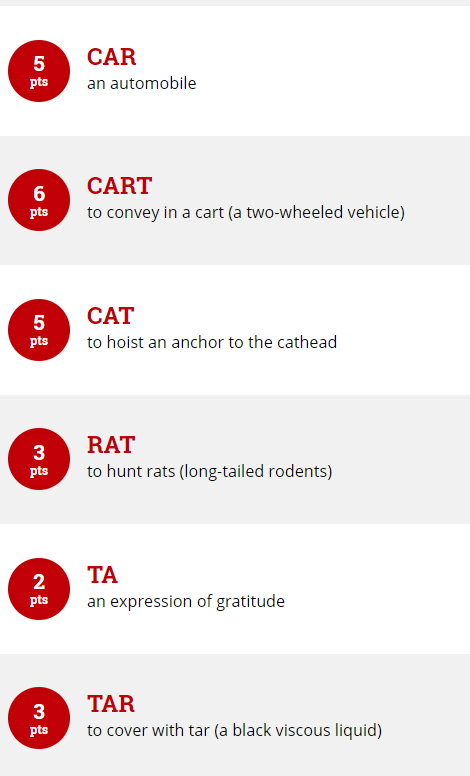 5
pts
CAR
an automobile
6
pts
CART
to convey in a cart (a two-wheeled vehicle)
5
pts
CAT
to hoist an anchor to the cathead
3
pts
RAT
to hunt rats (long-tailed rodents)
2
pts
TA
an expression of gratitude
3
pts
TAR
to cover with tar (a black viscous liquid)